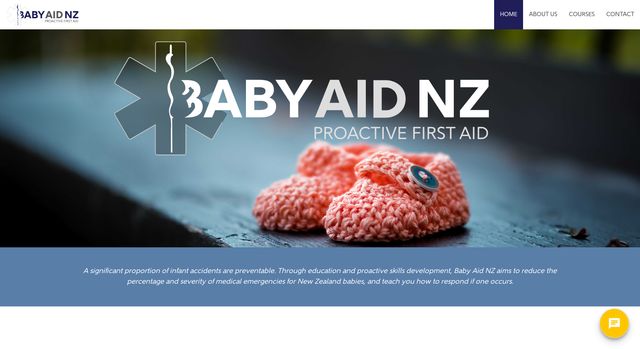 BABY AID NZ
PROACTIVE FIRST AID
HOME
ABOUT US
COURSES
CONTACT
BABY AID NZ
PROACTIVE FIRST AID
A significant proportion of infant accidents are preventable. Through education and proactive skills development, Baby Aid NZ aims to reduce the
percentage and severity of medical emergencies for New Zealand babies, and teach you how to respond if one occurs.